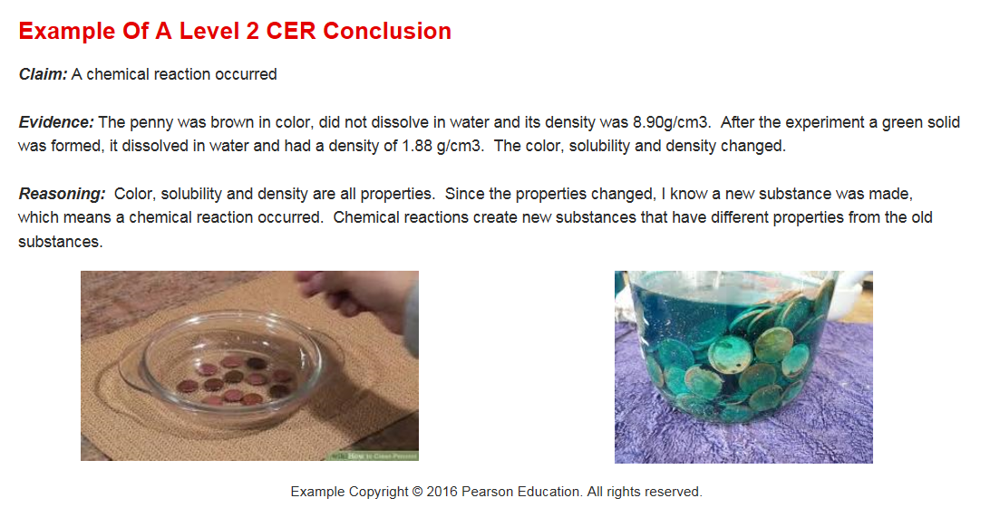 Example Of A Level 2 CER Conclusion
Claim: A chemical reaction occurred
Evidence: The penny was brown in color, did not dissolve in water and its density was 8.90g/cm3.  After the experiment a green solid
was formed, it dissolved in water and had a density of 1.88 g/cm3.  The color, solubility and density changed.
Reasoning:  Color, solubility and density are all properties.  Since the properties changed, I know a new substance was made,
which means a chemical reaction occurred.  Chemical reactions create new substances that have different properties from the old
substances.
wikiHow to Clean Pennies
Example Copyright © 2016 Pearson Education. All rights reserved.